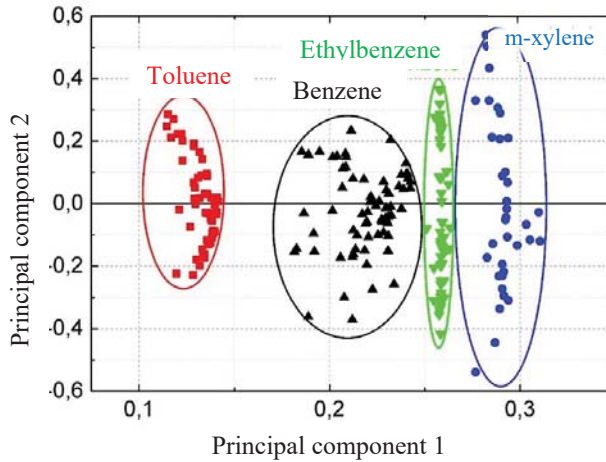 0,6
0,4
0,2
0,0
-0,2
-0,4
-0,6
Principal component 2
Toluene
Benzene
Ethylbenzene
m-xylene
0,1
0,2
0,3
Principal component 1